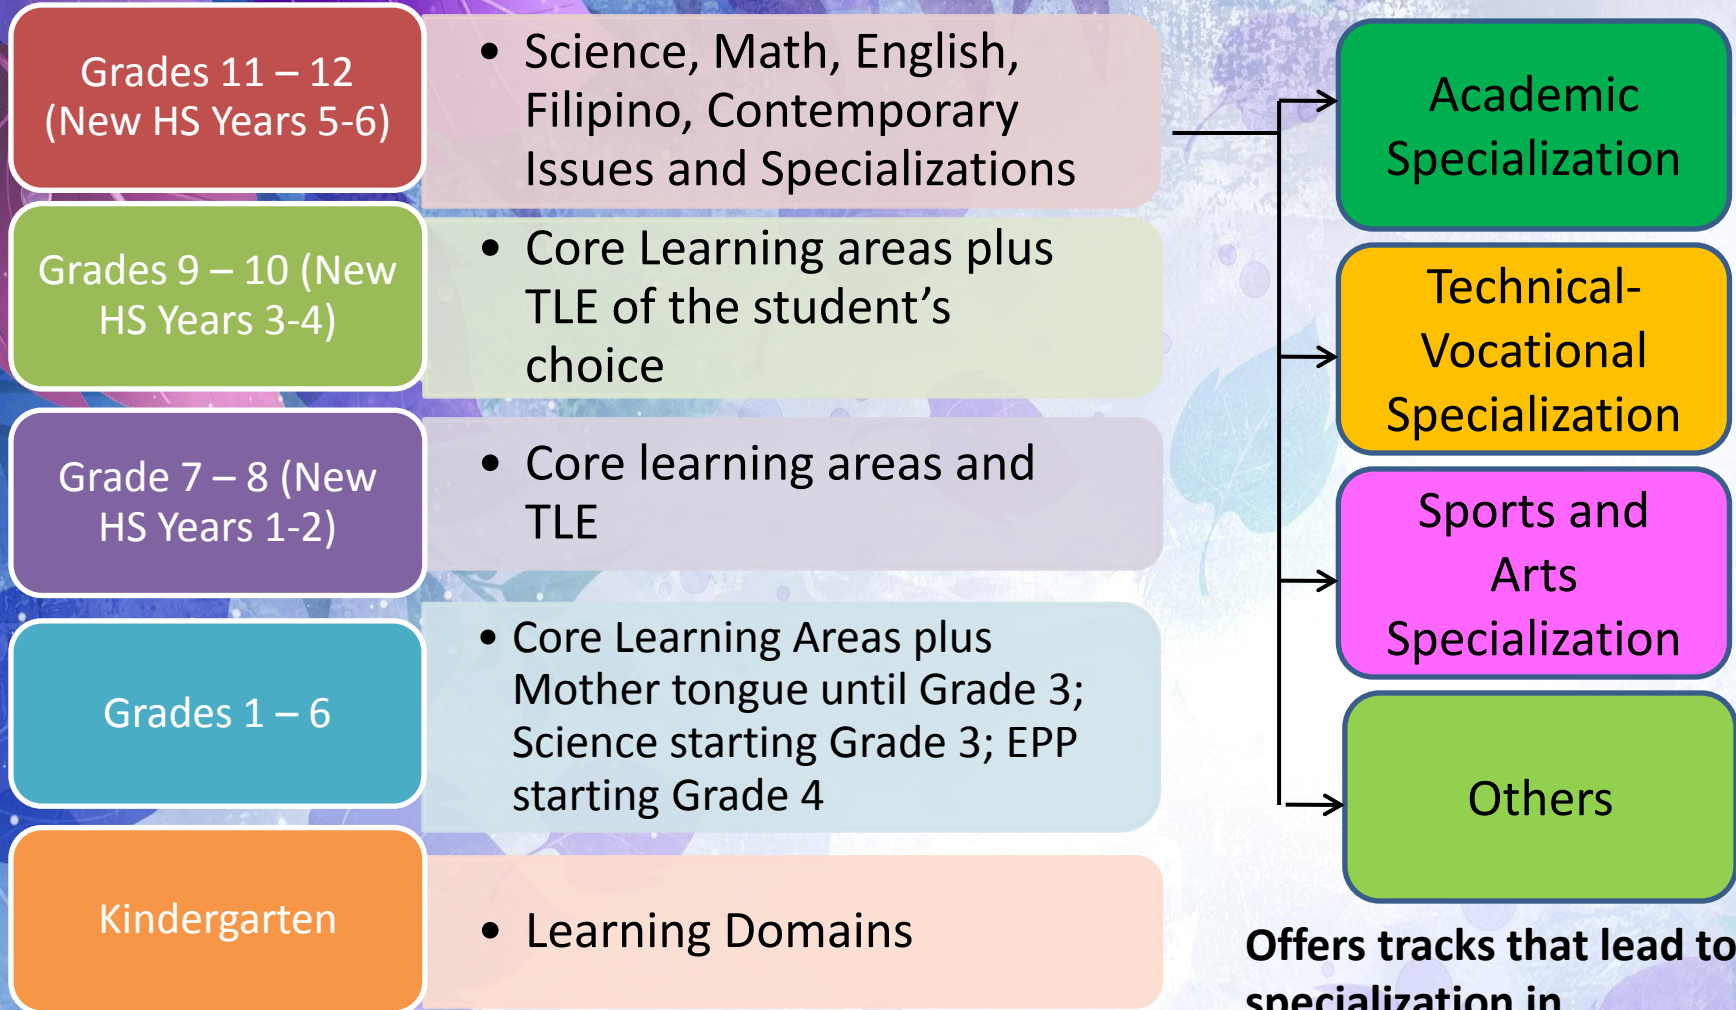 Grades 11 – 12
(New HS Years 5-6)
• Science, Math, English,
Filipino, Contemporary
Issues and Specializations
Grades 9 – 10 (New
HS Years 3-4)
• Core Learning areas plus
TLE of the student’s
choice
Grade 7 – 8 (New
HS Years 1-2)
• Core learning areas and
TLE
Grades 1 – 6
• Core Learning Areas plus
Mother tongue until Grade 3;
Science starting Grade 3; EPP
starting Grade 4
Kindergarten
• Learning Domains
Academic
Specialization
Technical-
Vocational
Specialization
Sports and
Arts
Specialization
Others
Offers tracks that lead to
specialization in